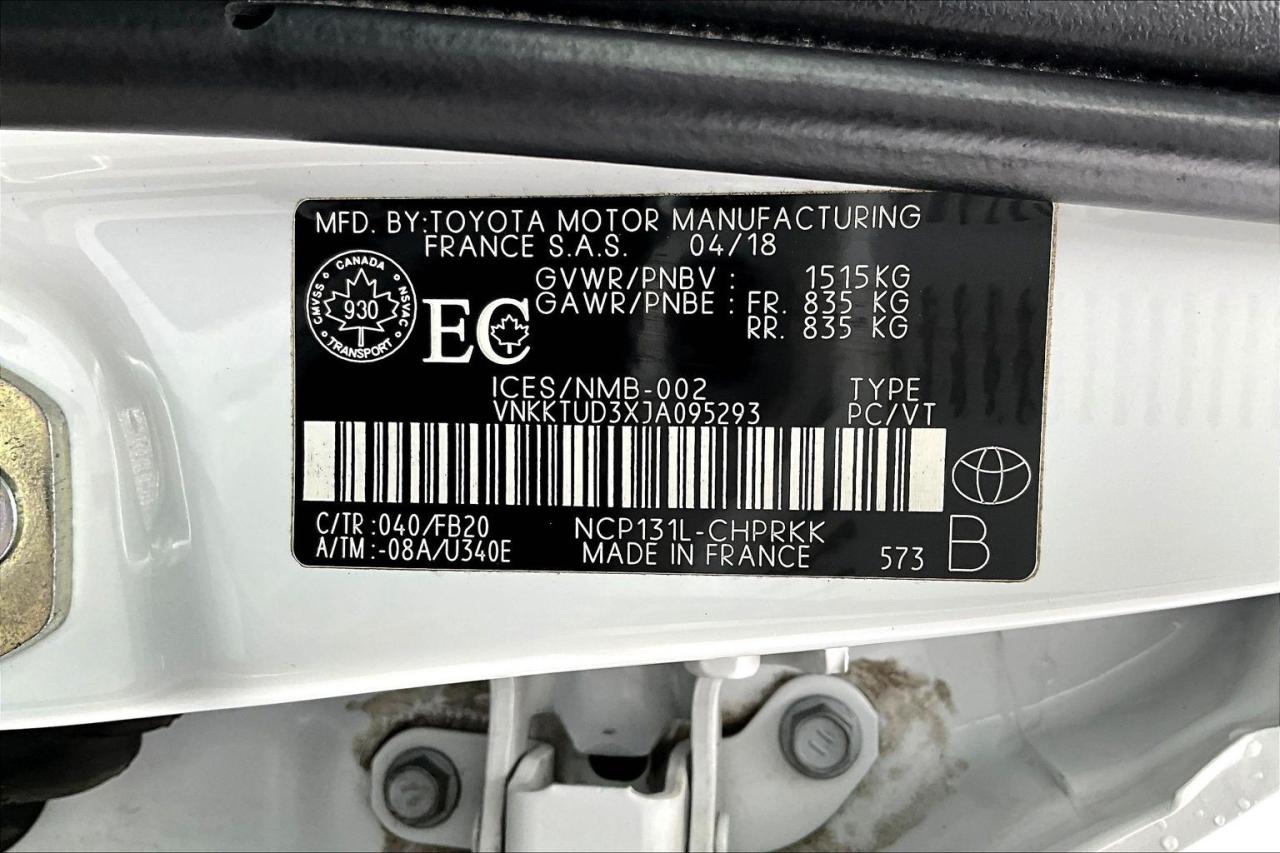 MFD. BY:TOYOTA MOTOR MANUFACTURING
FRANCE S.A.S. 04/18
GVWR/PNBV : 1515KG
GAWR/PNBE : FR. 835 KG
RR. 835 KG
CANADA
CMVSS 930 NSVAC
TRANSPORT
EC
ICES/NMB-002 TYPE
VNKKTUD3XJA095293 PC/VT
C/TR :040/FB20 NCP131L-CHPRKK
A/TM :-08A/U340E MADE IN FRANCE 573 B